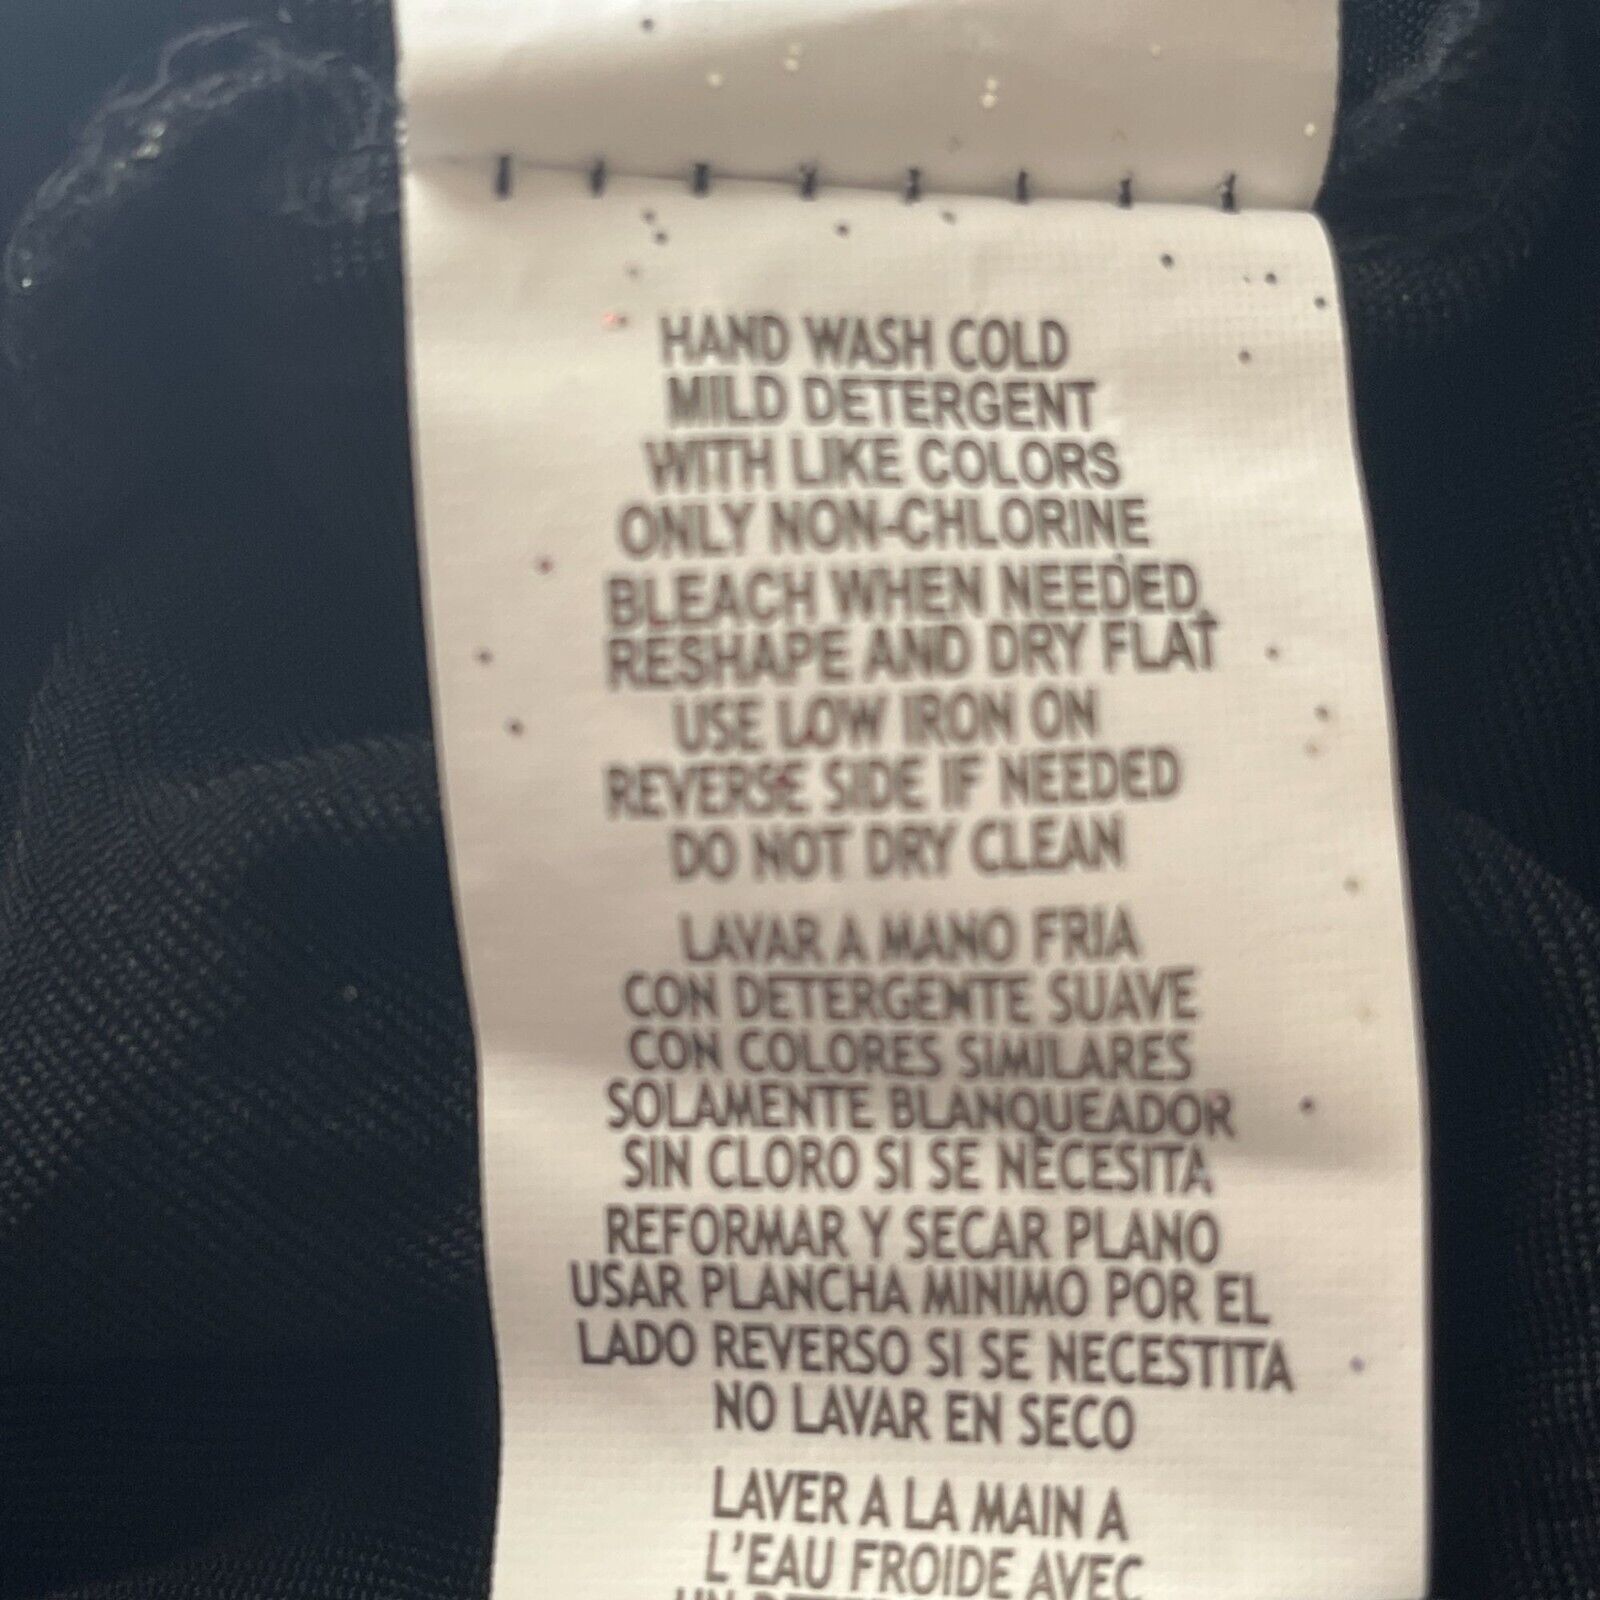 HAND WASH COLD
MILD DETERGENT
WITH LIKE COLORS
ONLY NON-CHLORINE
BLEACH WHEN NEEDED,
RESHAPE AND DRY FLAT
USE LOW IRON ON
REVERSE SIDE IF NEEDED
DO NOT DRY CLEAN
LAVAR A MANO FRIA
CON DETERGENTE SUAVE
CON COLORES SIMILARES
SOLAMENTE BLANQUEADOR
SIN CLORO SI SE NECESITA
REFORMAR Y SECAR PLANO
USAR PLANCHA MINIMO POR EL
LADO REVERSO SI SE NECESTITA
NO LAVAR EN SECO
LAVER A LA MAIN A
L'EAU FROIDE AVEC